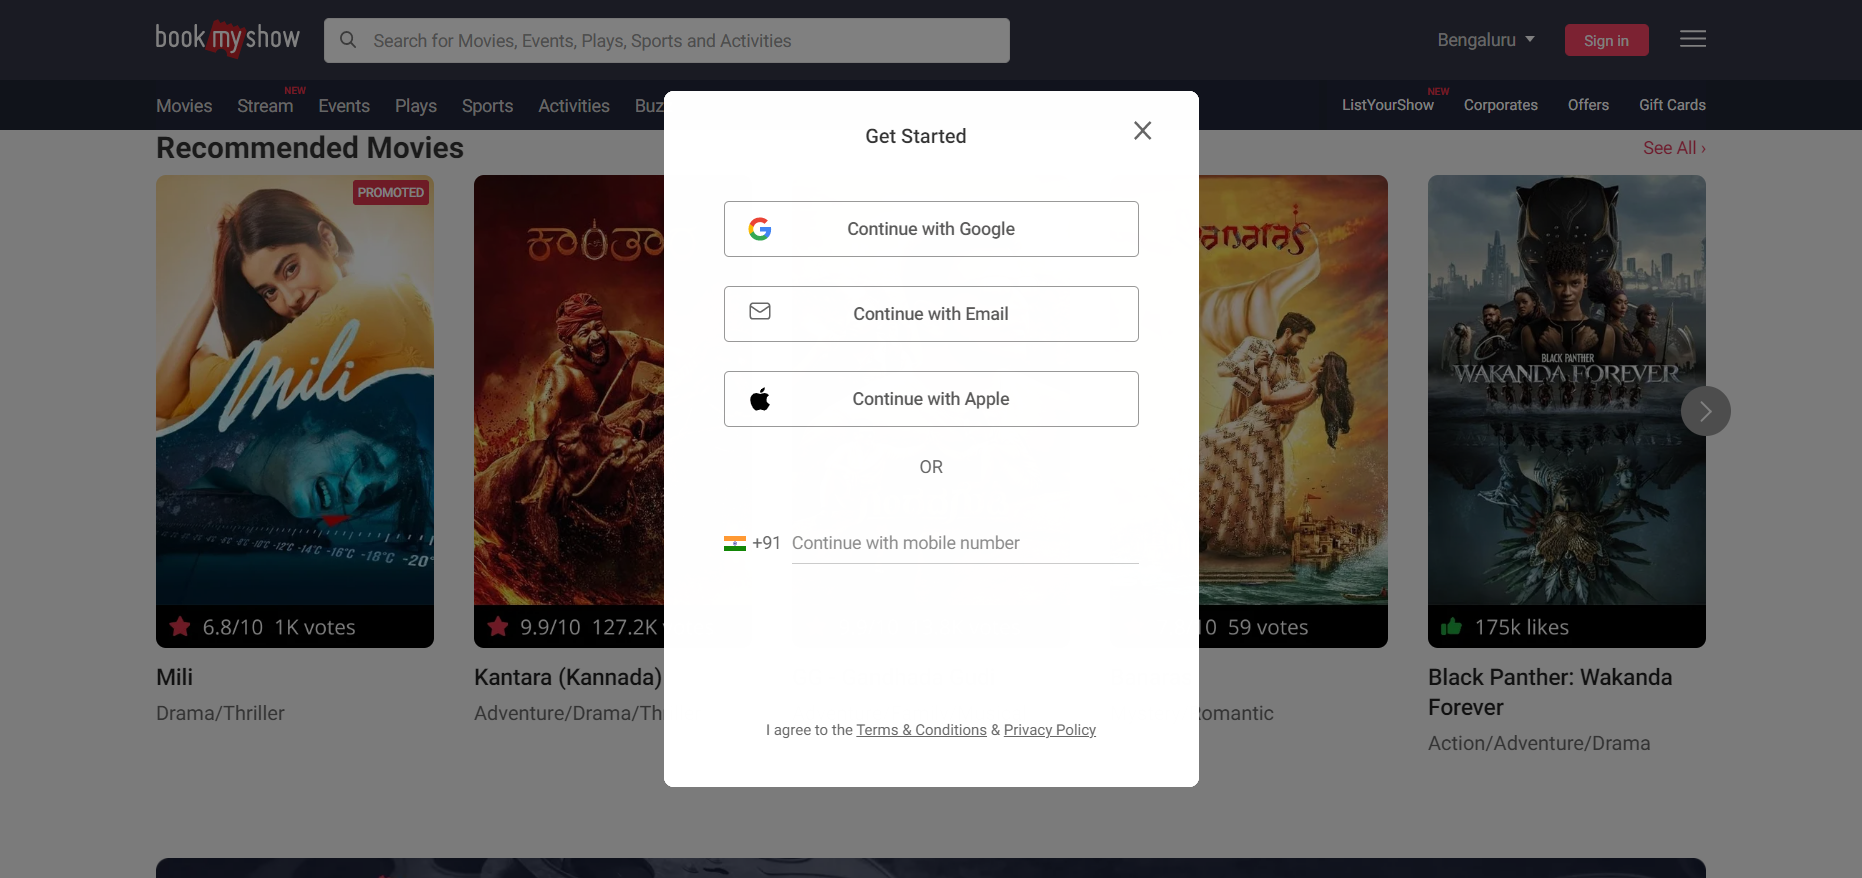 book my show
Search for Movies, Events, Plays, Sports and Activities
Bengaluru
Sign in
Movies
Stream
NEW
Events
Plays
Sports
Activities
ListYourShow
NEW
Corporates
Offers
Gift Cards
Recommended Movies
See All ›
PROMOTED
Mili
-10°C -12°C -14°C -16°C -18°C -20°
6.8/10 1K votes
Mili
Drama/Thriller
ಕಾಂತಾ
9.9/10 127.2K
Kantara (Kannada)
Adventure/Drama/Th
Get Started
Continue with Google
Continue with Email
Continue with Apple
OR
+91 Continue with mobile number
I agree to the Terms & Conditions & Privacy Policy
anaras
59 votes
Romantic
BLACK PANTHER
WAKANDA FOREVER
175k likes
Black Panther: Wakanda
Forever
Action/Adventure/Drama